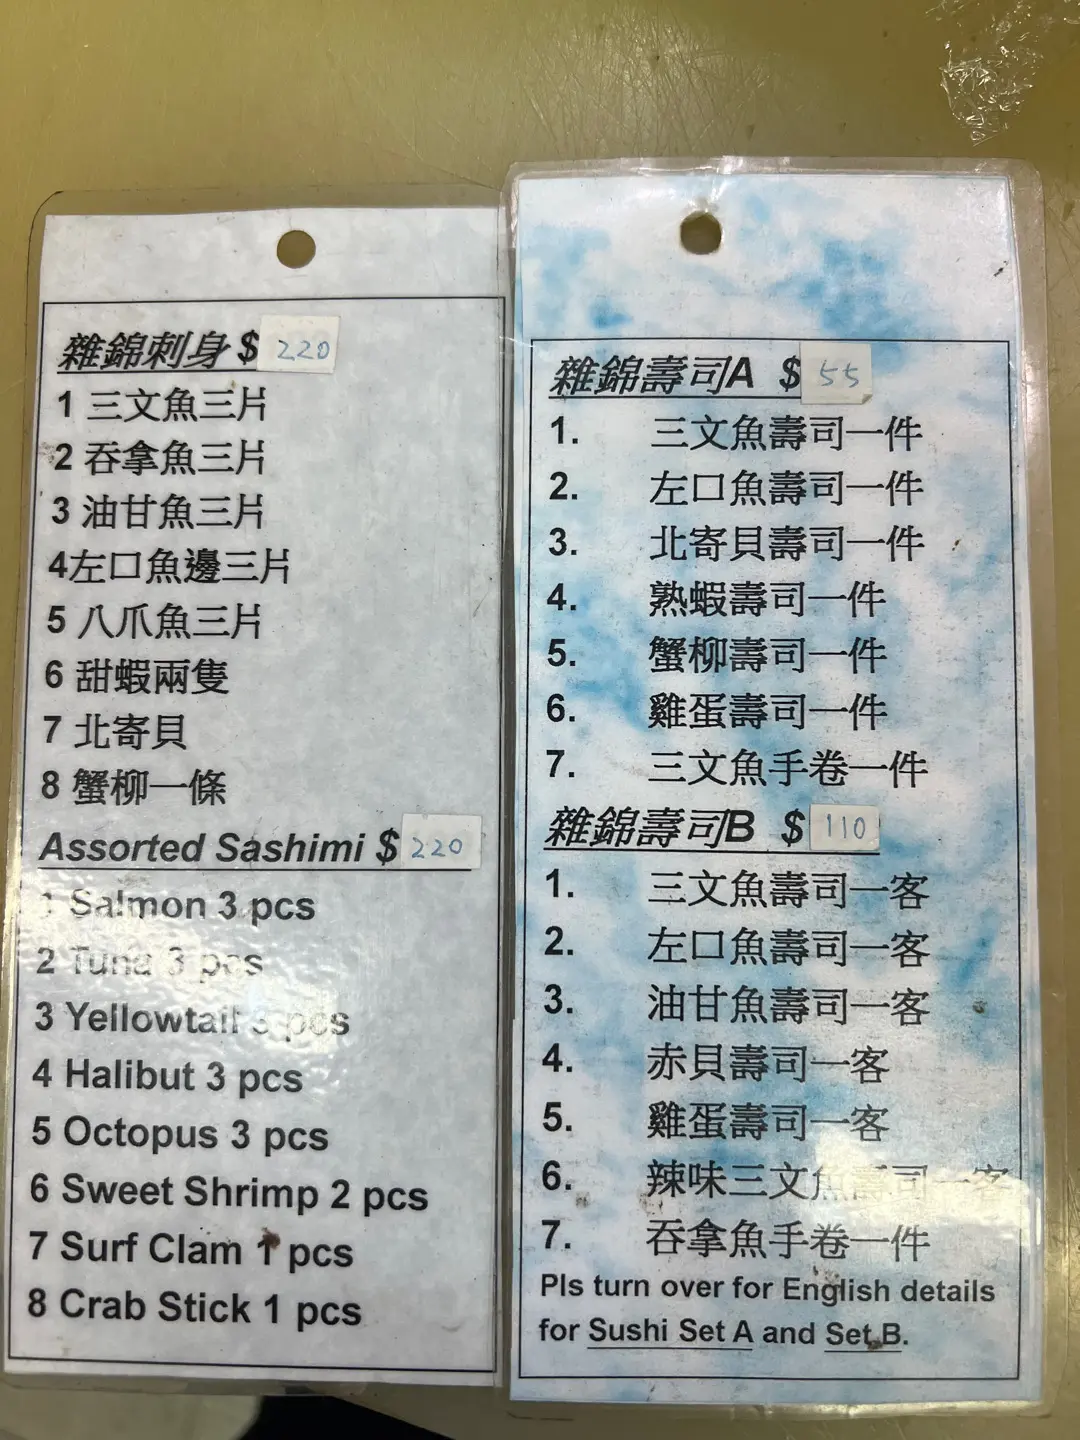 雜錦刺身 $ 220
1 三文魚三片
2 吞拿魚三片
3 油甘魚三片
4左口魚邊三片
5 八爪魚三片
6 甜蝦兩隻
7 北寄貝
8 蟹柳一條
Assorted Sashimi $ 220
1 Salmon 3 pcs
2 Tuna 3 pcs
3 Yellowtail 3 pcs
4 Halibut 3 pcs
5 Octopus 3 pcs
6 Sweet Shrimp 2 pcs
7 Surf Clam 1 pcs
8 Crab Stick 1 pcs
雜錦壽司A $ 55
1. 三文魚壽司一件
2. 左口魚壽司一件
3. 北寄貝壽司一件
4. 熟蝦壽司一件
5. 蟹柳壽司一件
6. 雞蛋壽司一件
7. 三文魚手卷一件
雜錦壽司B $ 110
1. 三文魚壽司一客
2. 左口魚壽司一客
3. 油甘魚壽司一客
4. 赤貝壽司一客
5. 雞蛋壽司一客
6. 辣味三文魚壽司一客
7. 吞拿魚手卷一件
Pls turn over for English details
for Sushi Set A and Set B.